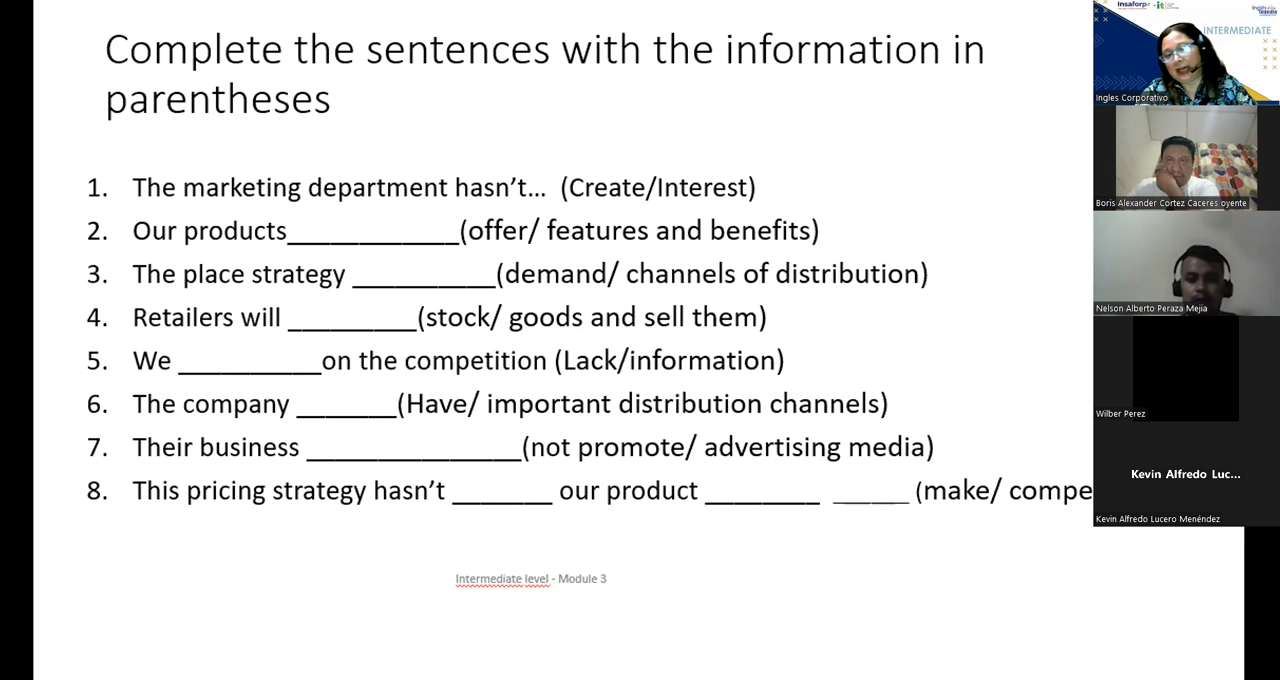 Complete the sentences with the information in
parentheses
1. The marketing department hasn't... (Create/Interest)
2. Our products____________(offer/ features and benefits)
3. The place strategy __________(demand/ channels of distribution)
4. Retailers will _________(stock/ goods and sell them)
5. We __________on the competition (Lack/information)
6. The company _______(Have/ important distribution channels)
7. Their business _______________(not promote/ advertising media)
8. This pricing strategy hasn't _______ our product ________ _____ (make/ compe
Intermediate level - Module 3
Insaforp
INTERMEDIATE
Ingles Corporativo
Boris Alexander Cortez Caceres oyente
Nelson Alberto Peraza Mejia
Wilber Perez
Kevin Alfredo Luc...
Kevin Alfredo Lucero Menéndez